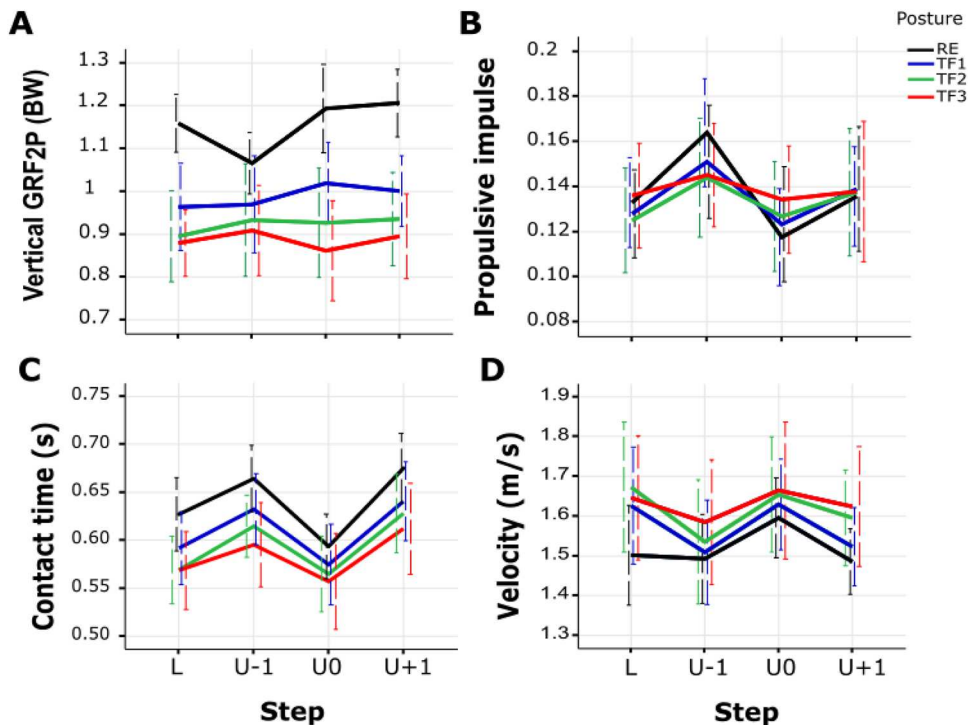 A
Vertical GRF2P (BW)
1.3
1.2
1.1
1
0.9
0.8
0.7
B
Propulsive impulse
0.2
0.18
0.16
0.14
0.12
0.10
0.08
Posture
RE
TF1
TF2
TF3
C
Contact time (s)
0.75
0.70
0.65
0.60
0.55
0.50
L U-1 U0 U+1
Step
D
Velocity (m/s)
1.9
1.8
1.7
1.6
1.5
1.4
1.3
L U-1 U0 U+1
Step